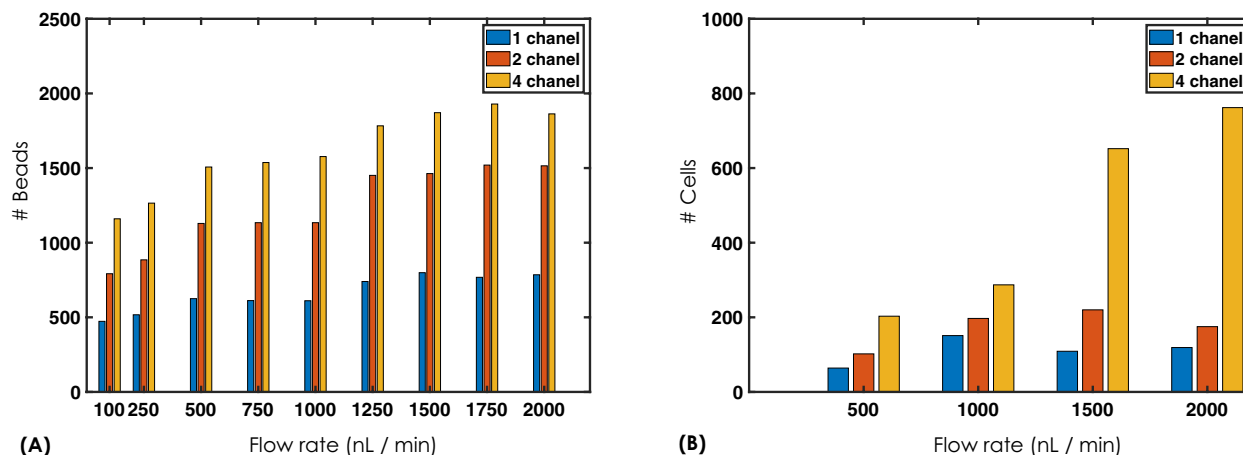 2500
2000
1500
1000
500
0
# Beads
1 chanel
2 chanel
4 chanel
100 250 500 750 1000 1250 1500 1750 2000
Flow rate (nL / min)
(A)
1000
800
600
400
200
0
# Cells
1 chanel
2 chanel
4 chanel
500 1000 1500 2000
Flow rate (nL / min)
(B)